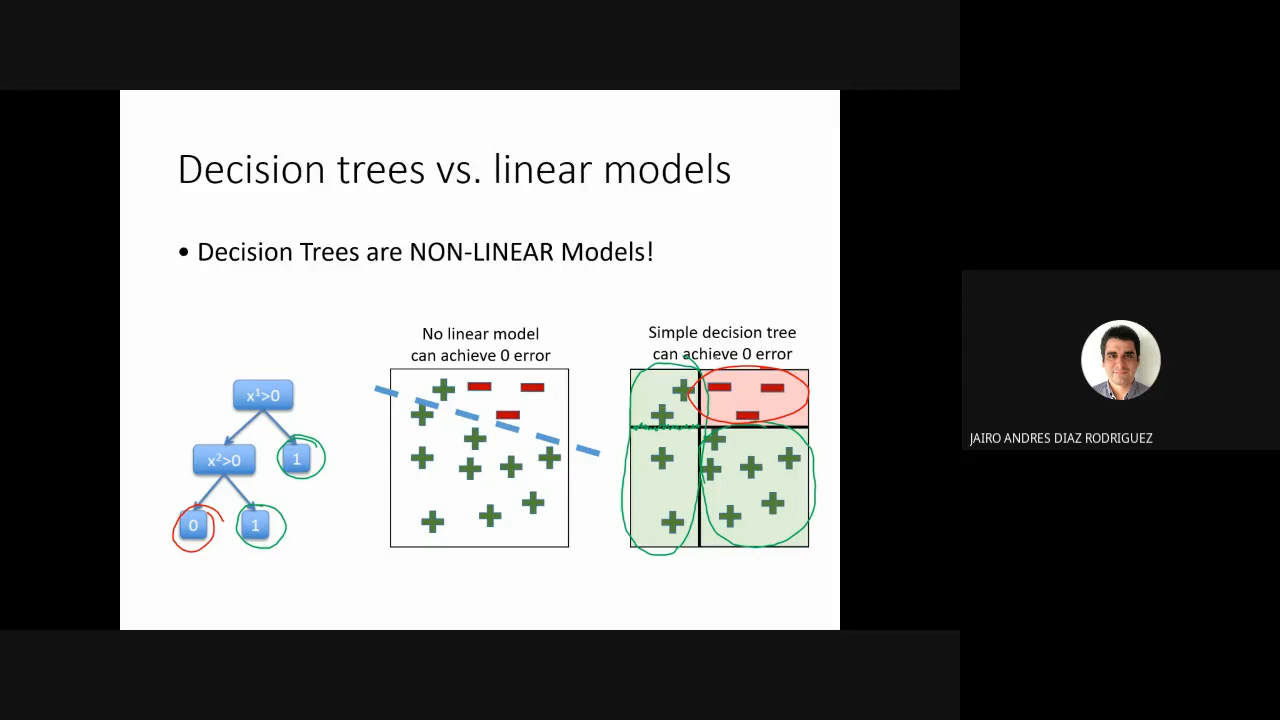 Decision trees vs. linear models
• Decision Trees are NON-LINEAR Models!
No linear model
can achieve 0 error
Simple decision tree
can achieve 0 error
x¹>0
x²>0
1
0
1
JAIRO ANDRES DIAZ RODRIGUEZ